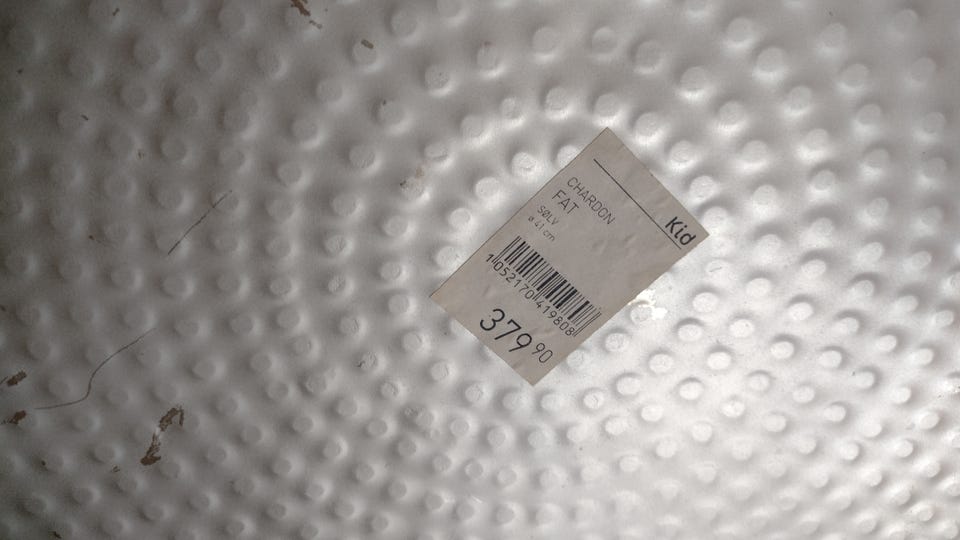 Kid
CHARDON
FAT
SØLV
ø 41 cm
1052170419808
379 90